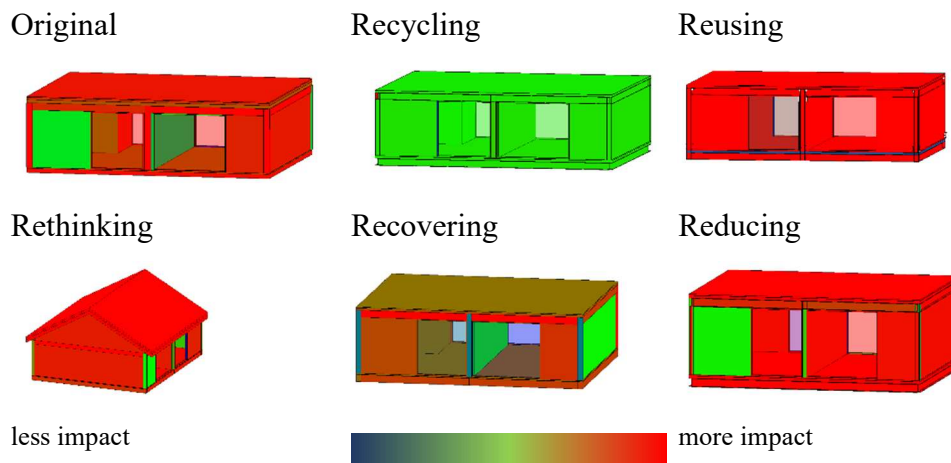 Original
Recycling
Reusing
Rethinking
Recovering
Reducing
less impact
more impact